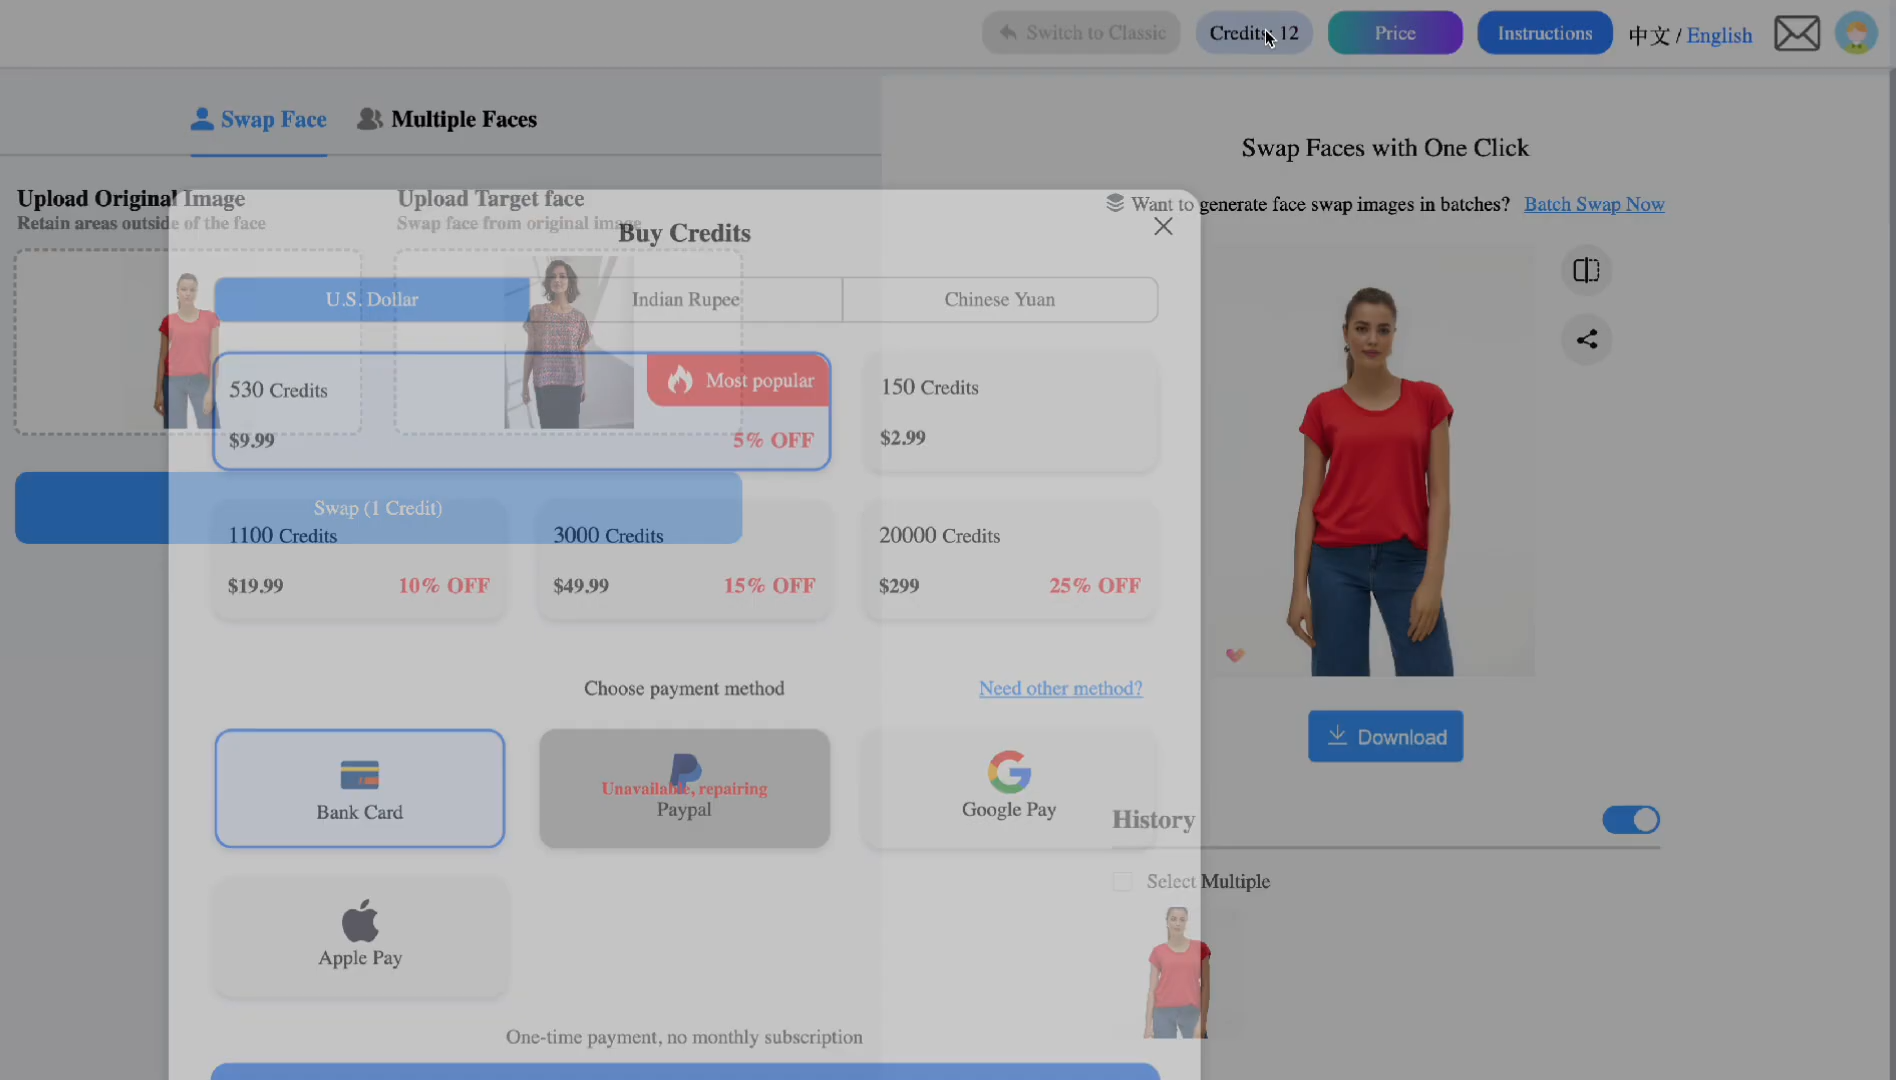 Switch to Classic
Credits: 12
Price
Instructions
中文 / English
Swap Face
Multiple Faces
Swap Faces with One Click
Upload Original Image
Retain areas outside of the face
Upload Target face
Swap face from original image
Want to generate face swap images in batches? Batch Swap Now
Buy Credits
U.S. Dollar
Indian Rupee
Chinese Yuan
530 Credits
Most popular
$9.99
5% OFF
150 Credits
$2.99
Swap (1 Credit)
1100 Credits
$19.99
10% OFF
3000 Credits
$49.99
15% OFF
20000 Credits
$299
25% OFF
Choose payment method
Need other method?
Download
Bank Card
Unavailable, repairing
Paypal
Google Pay
History
Select Multiple
Apple Pay
One-time payment, no monthly subscription